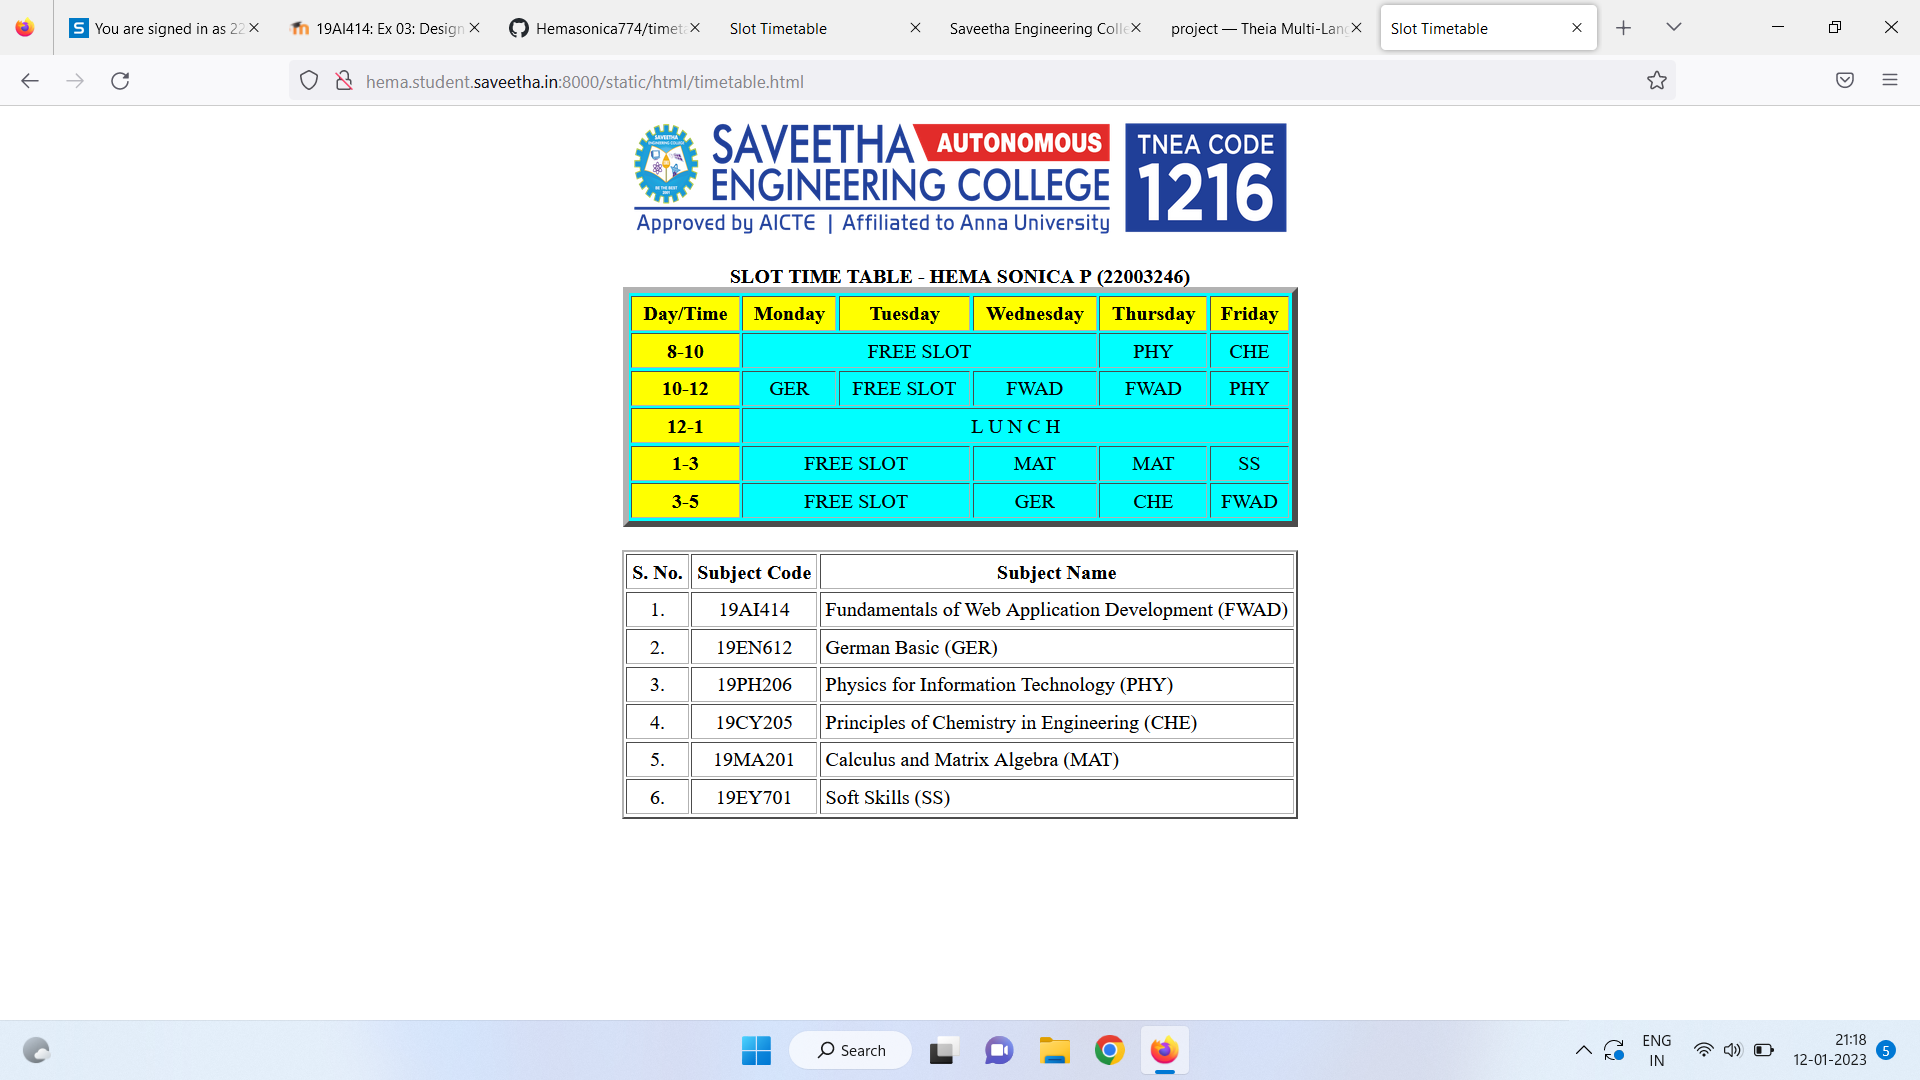 You are signed in as 22
19AI414: Ex 03: Design
Hemasonica774/timeta
Slot Timetable
Saveetha Engineering Colle
project — Theia Multi-Lang
Slot Timetable
hema.student.saveetha.in:8000/static/html/timetable.html
SAVEETHA AUTONOMOUS
ENGINEERING COLLEGE
Approved by AICTE | Affiliated to Anna University
TNEA CODE
1216
SLOT TIME TABLE - HEMA SONICA P (22003246)
Day/Time Monday Tuesday Wednesday Thursday Friday
8-10 FREE SLOT PHY CHE
10-12 GER FREE SLOT FWAD FWAD PHY
12-1 L U N C H
1-3 FREE SLOT MAT MAT SS
3-5 FREE SLOT GER CHE FWAD
S. No. Subject Code Subject Name
1. 19AI414 Fundamentals of Web Application Development (FWAD)
2. 19EN612 German Basic (GER)
3. 19PH206 Physics for Information Technology (PHY)
4. 19CY205 Principles of Chemistry in Engineering (CHE)
5. 19MA201 Calculus and Matrix Algebra (MAT)
6. 19EY701 Soft Skills (SS)
Search
ENG
IN
21:18
12-01-2023
5